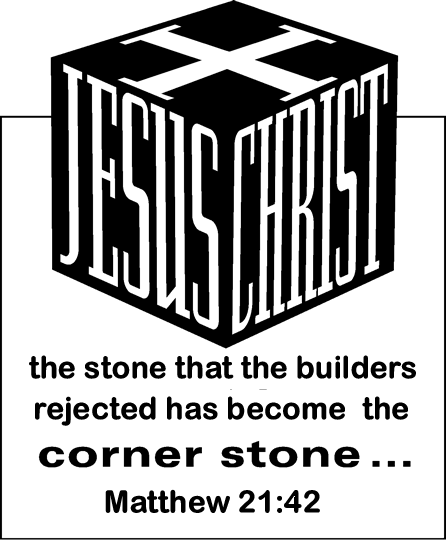 JESUS CHRIST
the stone that the builders
rejected has become the
corner stone...
Matthew 21:42